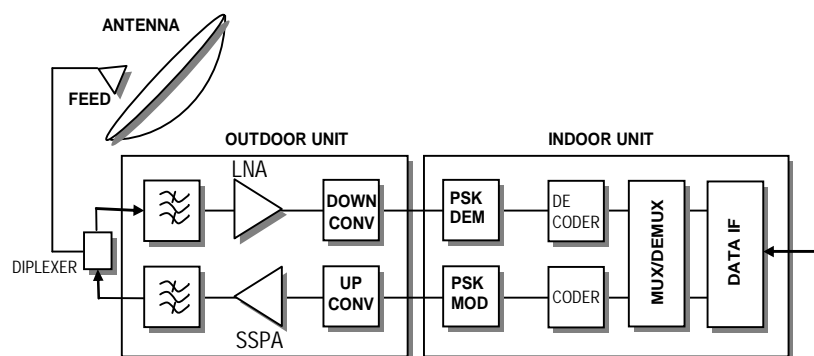 ANTENNA
FEED
OUTDOOR UNIT
INDOOR UNIT
LNA
DOWN
CONV
PSK
DEM
DE
CODER
MUX/DEMUX
DATA IF
DIPLEXER
SSPA
UP
CONV
PSK
MOD
CODER